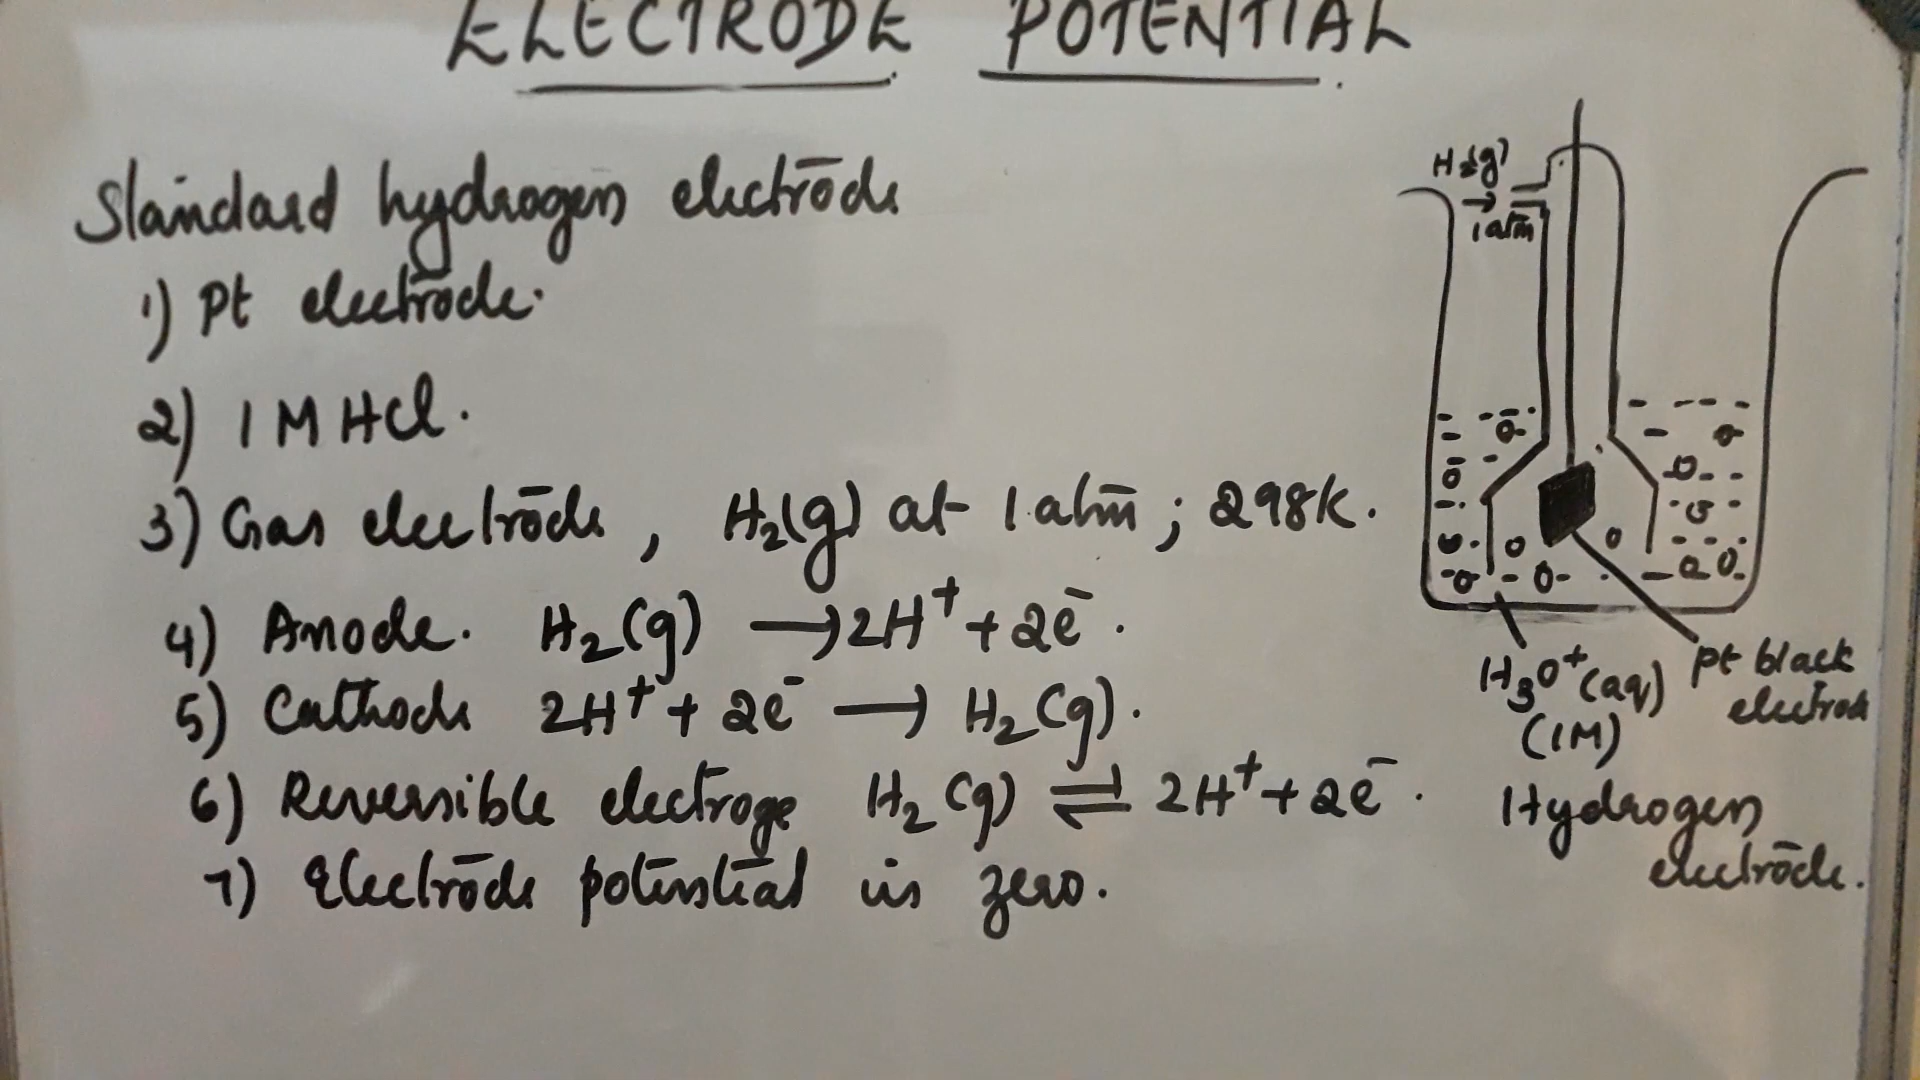 ELECTRODE POTENTIAL
Standard hydrogen electrode
1) Pt electrode.
2) 1 M HCl.
3) Gas electrode, H₂(g) at 1 atm; 298K.
4) Anode. H₂(g) → 2H⁺ + 2e⁻.
5) Cathode 2H⁺ + 2e⁻ → H₂(g).
6) Reversible electroge H₂(g) ⇌ 2H⁺ + 2e⁻.
7) Electrode potential is zero.
H₂(g)
→
1 atm
H₃O⁺(aq)
(1M)
Pt black
electrode
Hydrogen
electrode.